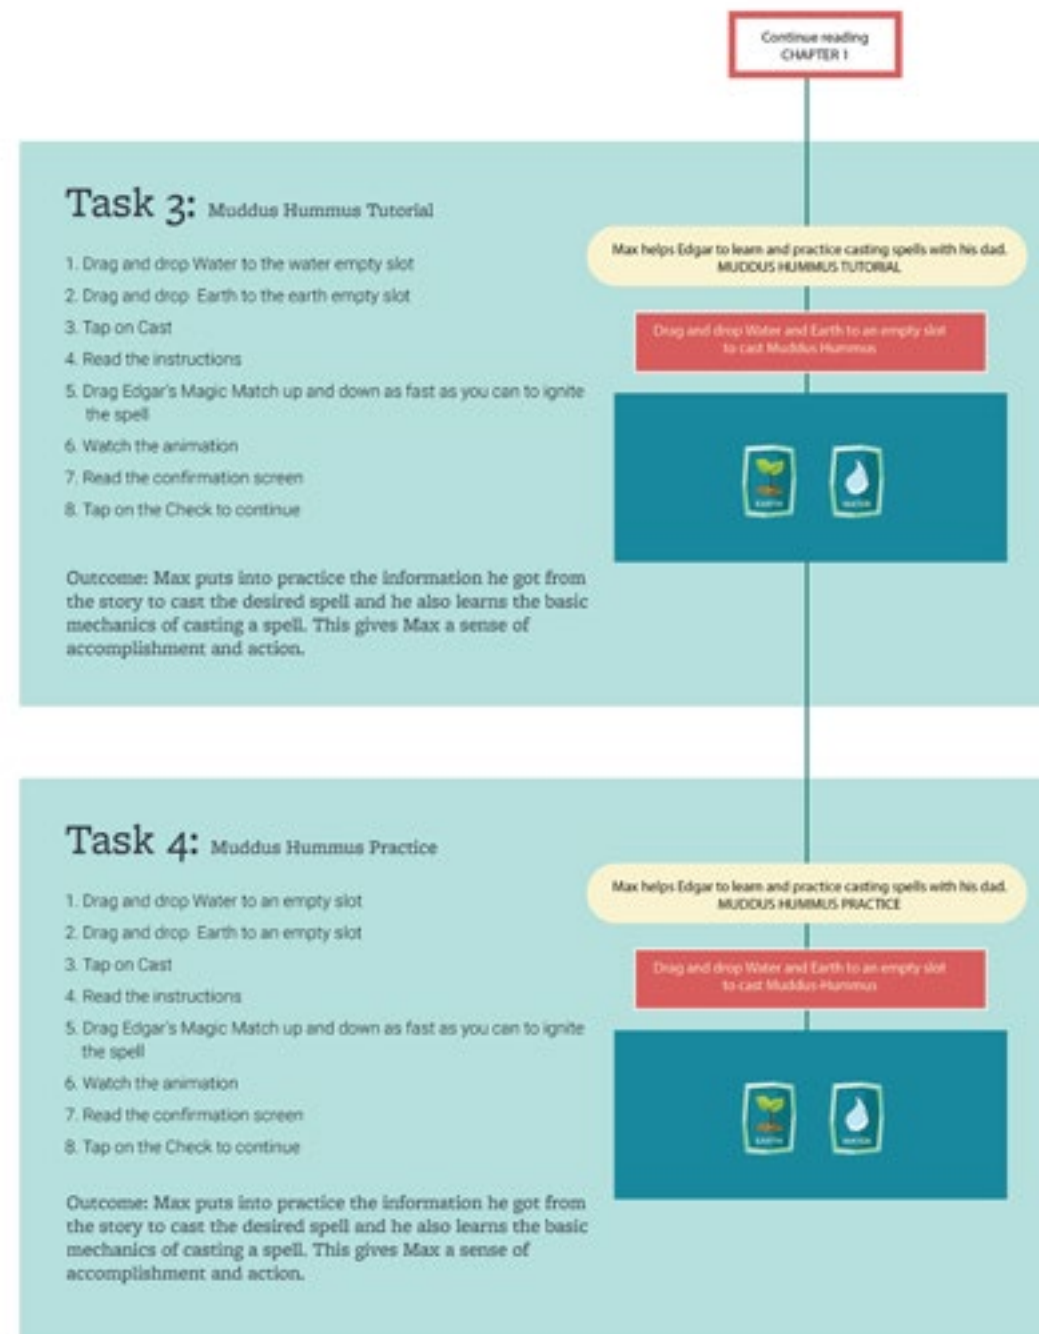 Continue reading
CHAPTER 1
Task 3: Muddus Hummus Tutorial
1. Drag and drop Water to the water empty slot
2. Drag and drop Earth to the earth empty slot
3. Tap on Cast
4. Read the instructions
5. Drag Edgar's Magic Match up and down as fast as you can to ignite
the spell
6. Watch the animation
7. Read the confirmation screen
8. Tap on the Check to continue
Outcome: Max puts into practice the information he got from
the story to cast the desired spell and he also learns the basic
mechanics of casting a spell. This gives Max a sense of
accomplishment and action.
Max helps Edgar to learn and practice casting spells with his dad.
MUDDUS HUMMUS TUTORIAL
Drag and drop Water and Earth to an empty slot
to cast Muddus Hummus
EARTH
WATER
Task 4: Muddus Hummus Practice
1. Drag and drop Water to an empty slot
2. Drag and drop Earth to an empty slot
3. Tap on Cast
4. Read the instructions
5. Drag Edgar's Magic Match up and down as fast as you can to ignite
the spell
6. Watch the animation
7. Read the confirmation screen
8. Tap on the Check to continue
Outcome: Max puts into practice the information he got from
the story to cast the desired spell and he also learns the basic
mechanics of casting a spell. This gives Max a sense of
accomplishment and action.
Max helps Edgar to learn and practice casting spells with his dad.
MUDDUS HUMMUS PRACTICE
Drag and drop Water and Earth to an empty slot
to cast Muddus Hummus
EARTH
WATER